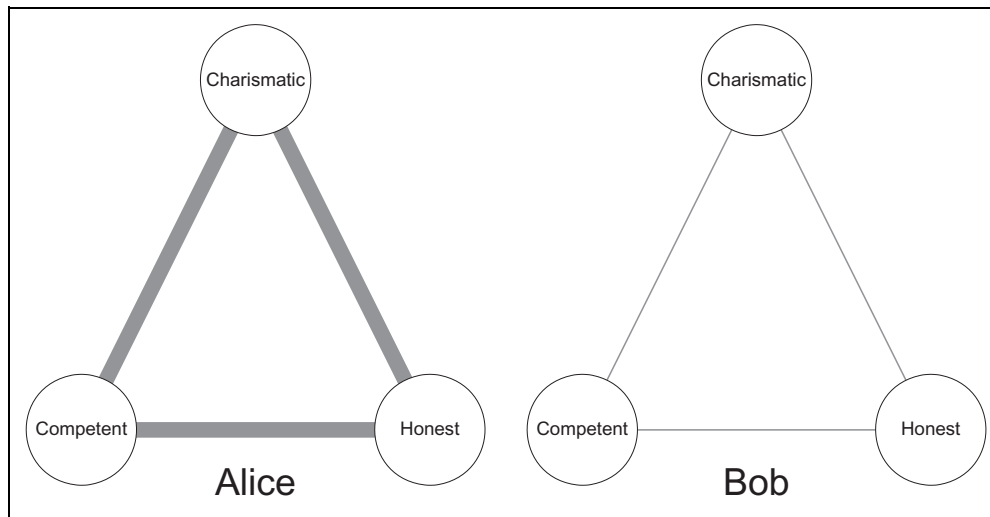 Charismatic
Competent
Honest
Alice
Charismatic
Competent
Honest
Bob